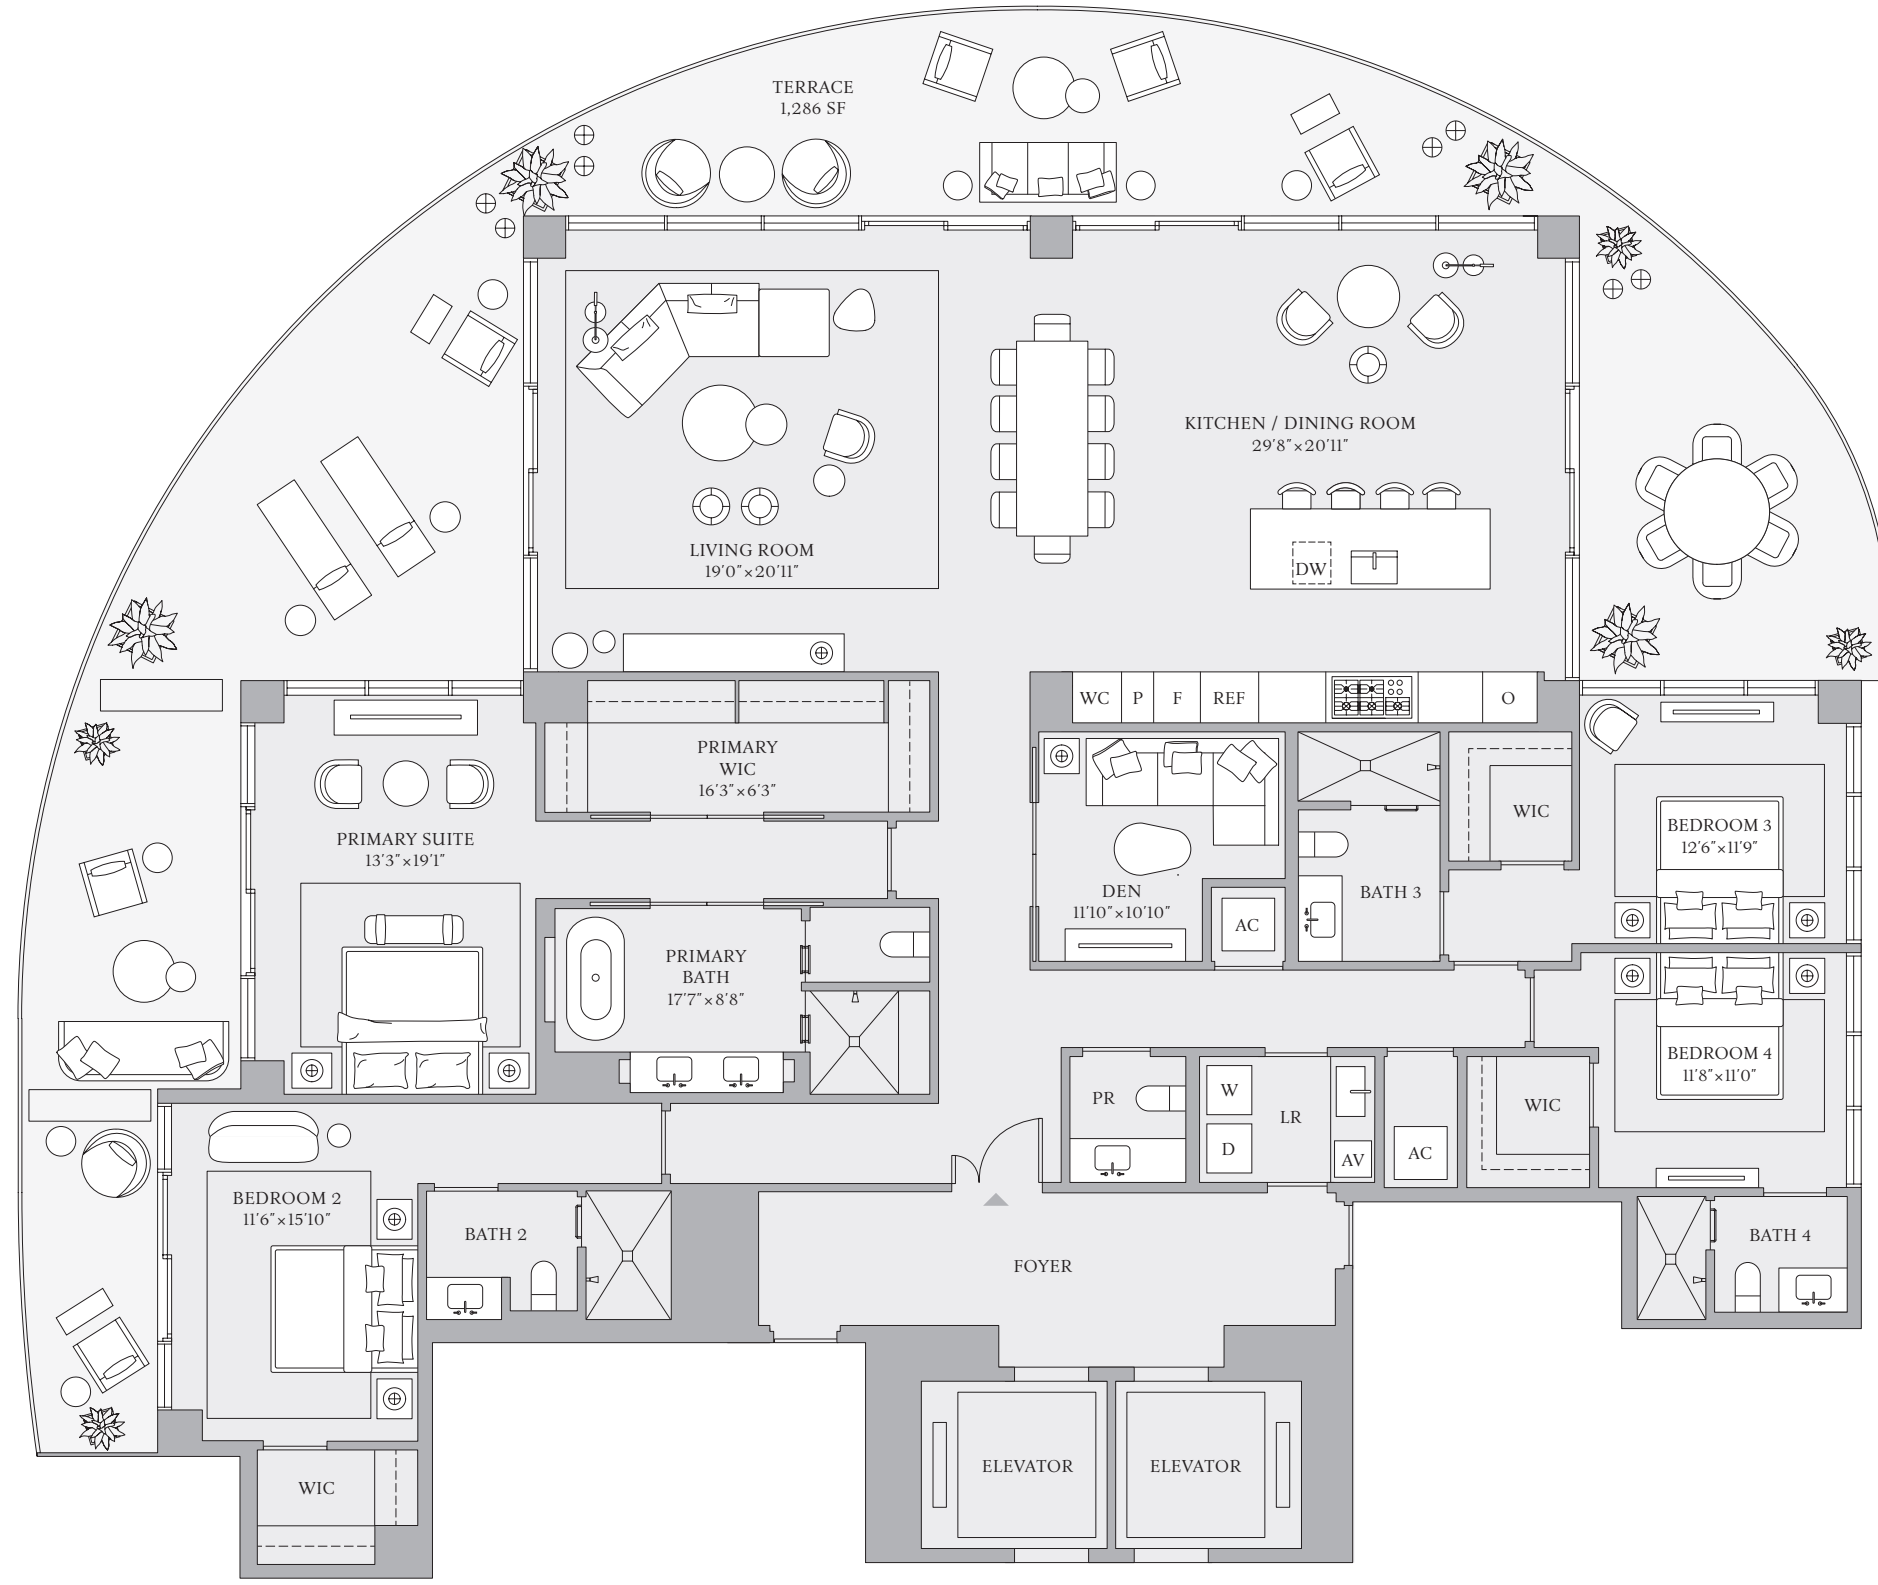 TERRACE
1,286 SF
KITCHEN / DINING ROOM
29'8"×20'11"
LIVING ROOM
19'0"×20'11"
DW
WC
P
F
REF
O
PRIMARY
WIC
16'3"×6'3"
PRIMARY SUITE
13'3"×19'1"
WIC
BEDROOM 3
12'6"×11'9"
DEN
11'10"×10'10"
BATH 3
AC
PRIMARY
BATH
17'7"×8'8"
BEDROOM 4
11'8"×11'0"
PR
W
D
LR
AV
AC
WIC
BEDROOM 2
11'6"×15'10"
BATH 2
FOYER
BATH 4
ELEVATOR
ELEVATOR
WIC